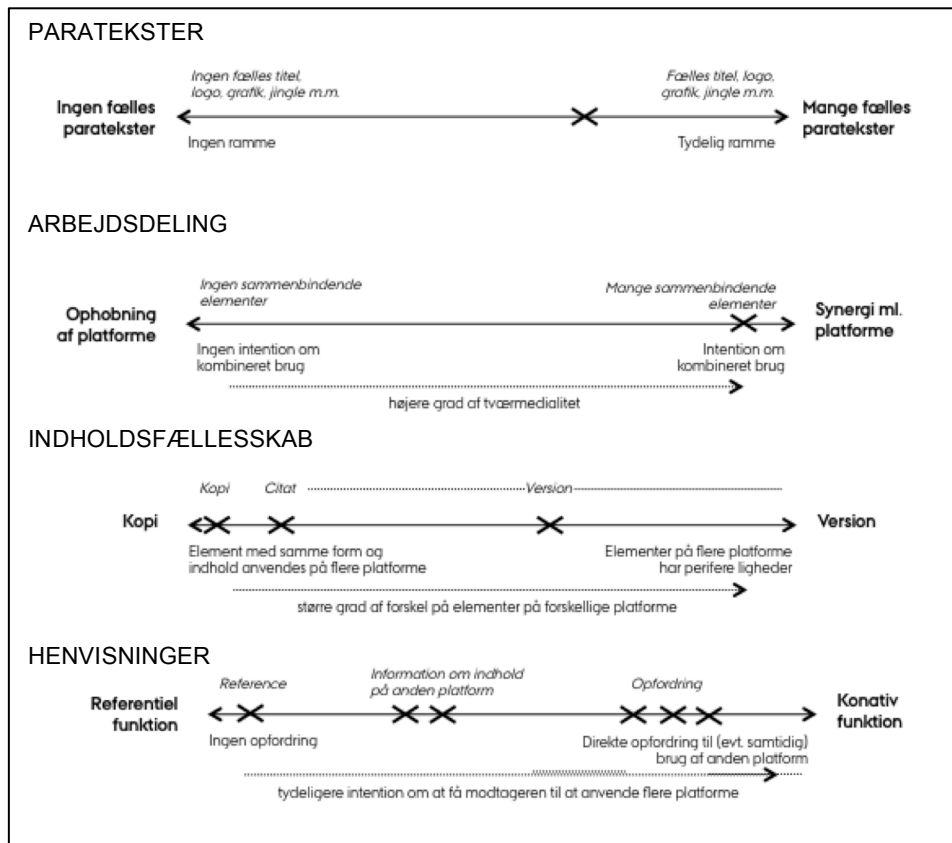 PARATEKSTER
Ingen fælles titel,
logo, grafik, jingle m.m.
Fælles titel, logo,
grafik, jingle m.m.
Ingen fælles
paratekster
Mange fælles
paratekster
Ingen ramme
Tydelig ramme
ARBEJDSDELING
Ingen sammenbindende
elementer
Mange sammenbindende
elementer
Ophobning
af platforme
Synergi ml.
platforme
Ingen intention om
kombineret brug
Intention om
kombineret brug
højere grad af tværmedialitet
INDHOLDSFÆLLESSKAB
Kopi
Citat
Version
Kopi
Version
Element med samme form og
indhold anvendes på flere platforme
Elementer på flere platforme
har perifere ligheder
større grad af forskel på elementer på forskellige platforme
HENVISNINGER
Reference
Information om indhold
på anden platform
Opfordring
Referentiel
funktion
Konativ
funktion
Ingen opfordring
Direkte opfordring til (evt. samtidig)
brug af anden platform
tydeligere intention om at få modtageren til at anvende flere platforme